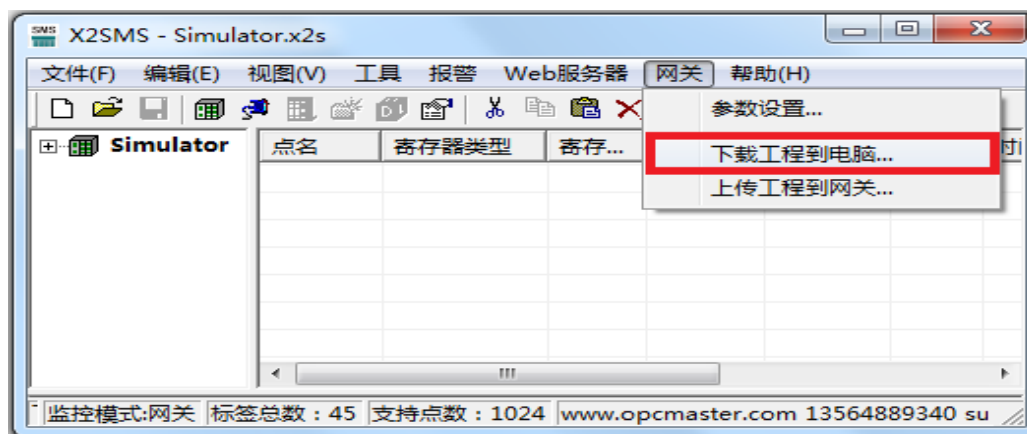 SMS X2SMS - Simulator.x2s
文件(F) 编辑(E) 视图(V) 工具 报警 Web服务器 网关 帮助(H)
参数设置...
Simulator 点名 寄存器类型 寄存... 下载工程到电脑...
上传工程到网关...
监控模式:网关 标签总数：45 支持点数：1024 www.opcmaster.com 13564889340 su